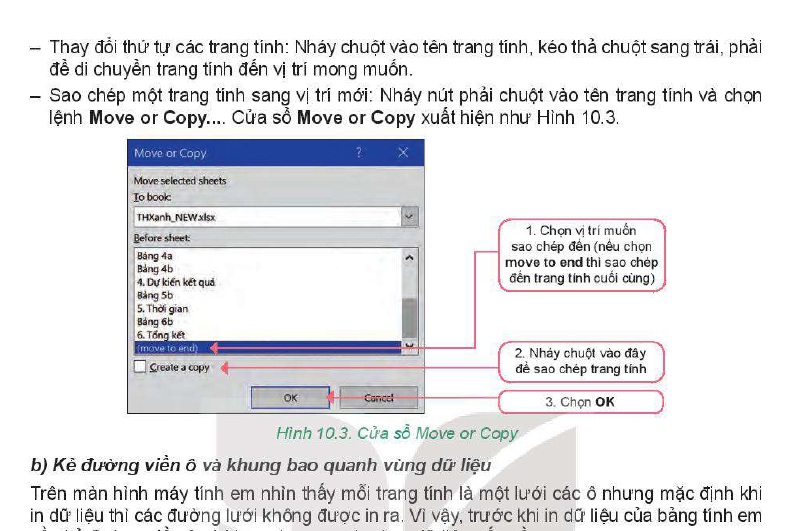 – Thay đổi thứ tự các trang tính: Nháy chuột vào tên trang tính, kéo thả chuột sang trái, phải
để di chuyển trang tính đến vị trí mong muốn.
– Sao chép một trang tính sang vị trí mới: Nháy nút phải chuột vào tên trang tính và chọn
lệnh Move or Copy.... Cửa sổ Move or Copy xuất hiện như Hình 10.3.
Move or Copy ? ×
Move selected sheets
To book:
THXanh_NEW.xlsx
Before sheet:
Bảng 4a
Bảng 4b
4. Dự kiến kết quả
Bảng 5b
5. Thời gian
Bảng 6b
6. Tổng kết
(move to end)
Create a copy
OK Cancel
1. Chọn vị trí muốn
sao chép đến (nếu chọn
move to end thì sao chép
đến trang tính cuối cùng)
2. Nháy chuột vào đây
để sao chép trang tính
3. Chọn OK
Hình 10.3. Cửa sổ Move or Copy
b) Kẻ đường viền ô và khung bao quanh vùng dữ liệu
Trên màn hình máy tính em nhìn thấy mỗi trang tính là một lưới các ô nhưng mặc định khi
in dữ liệu thì các đường lưới không được in ra. Vì vậy, trước khi in dữ liệu của bảng tính em